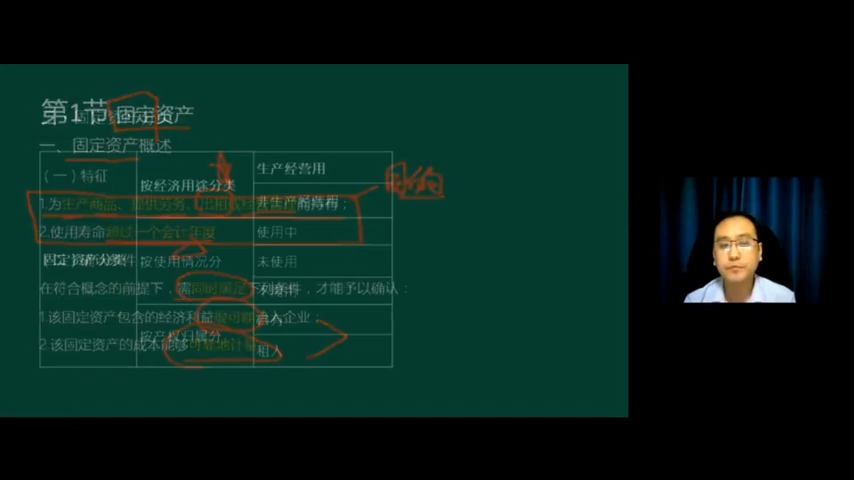 第1节 固定资产
一、固定资产概述
（一）特征
1.为生产商品、提供劳务、出租或经营管理而持有；
2.使用寿命超过一个会计年度
在符合概念的前提下，需同时满足下列条件，才能予以确认：
1.该固定资产包含的经济利益很可能流入企业；
2.该固定资产的成本能够可靠地计量
固定资产分类
按经济用途分类
生产经营用
非生产经营用
按使用情况分
使用中
未使用
按产权归属分
租入